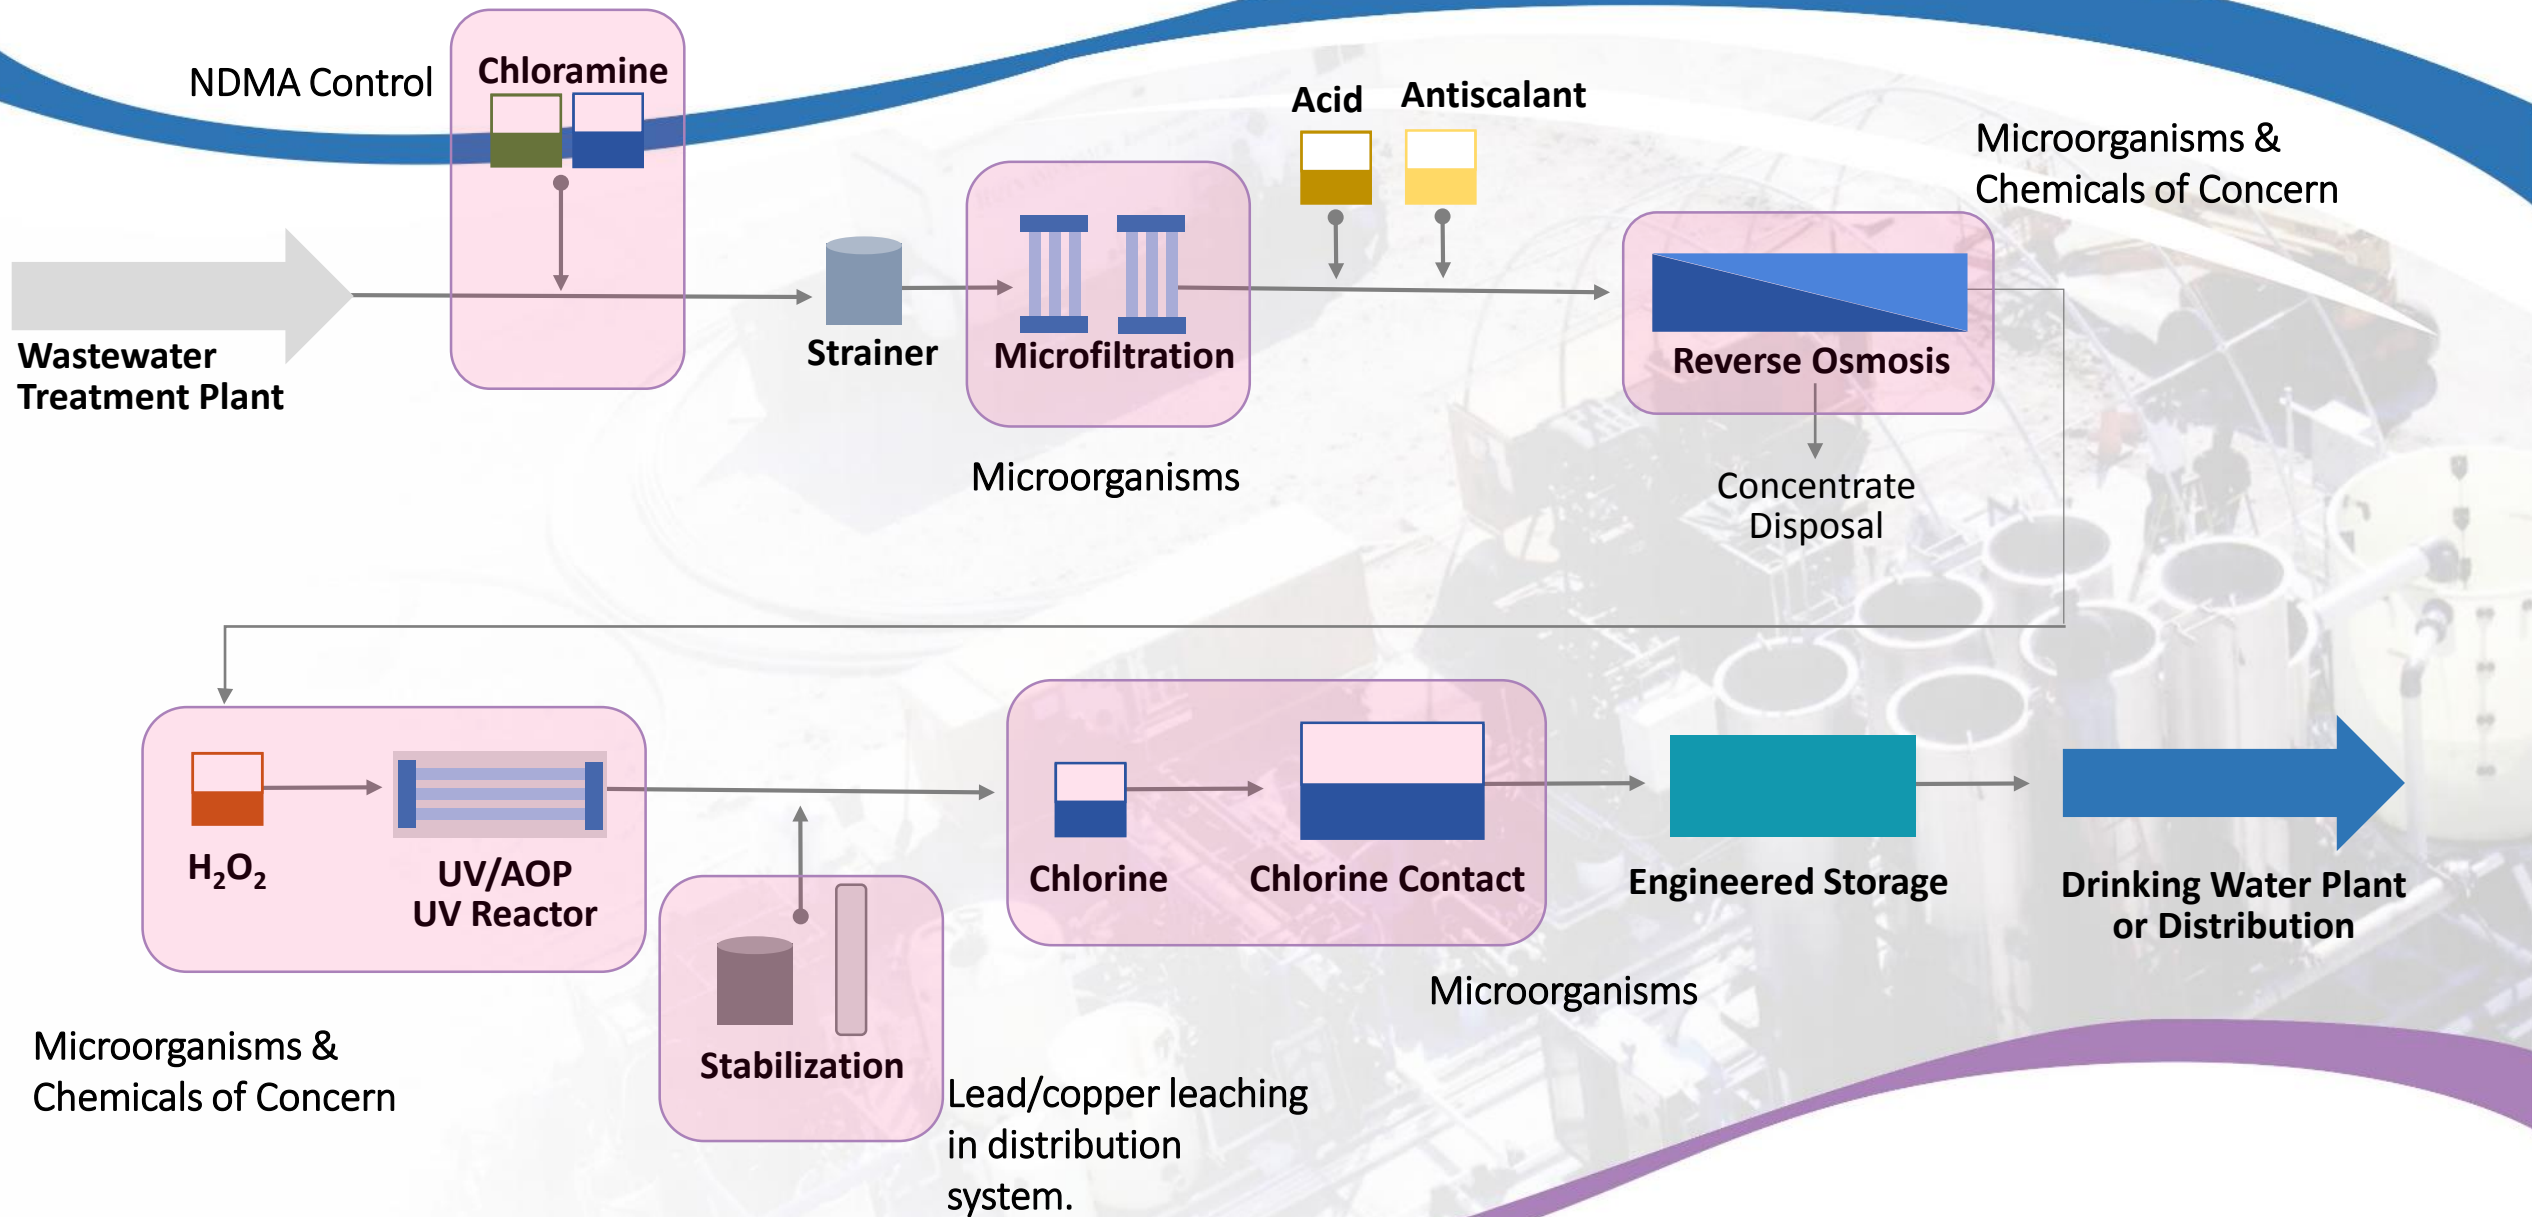 NDMA Control
Chloramine
Acid
Antiscalant
Microorganisms &
Chemicals of Concern
Wastewater
Treatment Plant
Strainer
Microfiltration
Reverse Osmosis
Microorganisms
Concentrate
Disposal
H₂O₂
UV/AOP
UV Reactor
Chlorine
Chlorine Contact
Engineered Storage
Drinking Water Plant
or Distribution
Microorganisms
Microorganisms &
Chemicals of Concern
Stabilization
Lead/copper leaching
in distribution
system.